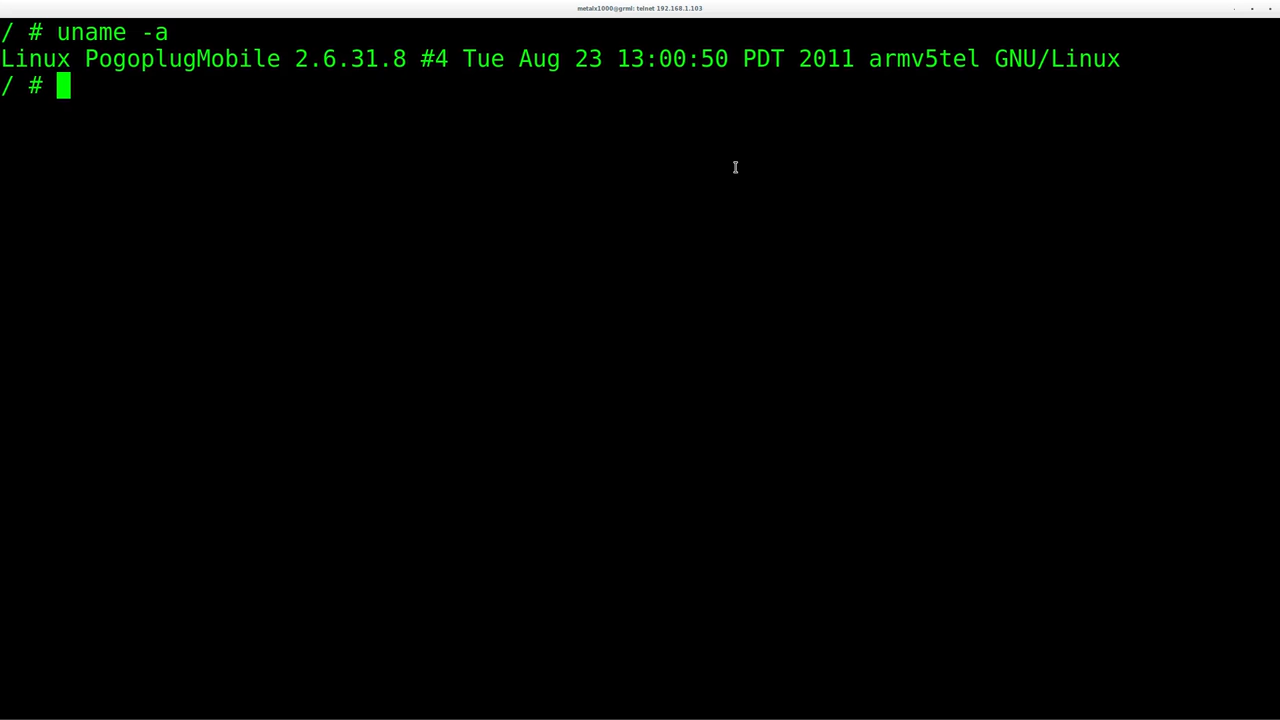 metalx1000@grml: telnet 192.168.1.103
/ # uname -a
Linux PogoplugMobile 2.6.31.8 #4 Tue Aug 23 13:00:50 PDT 2011 armv5tel GNU/Linux
/ #